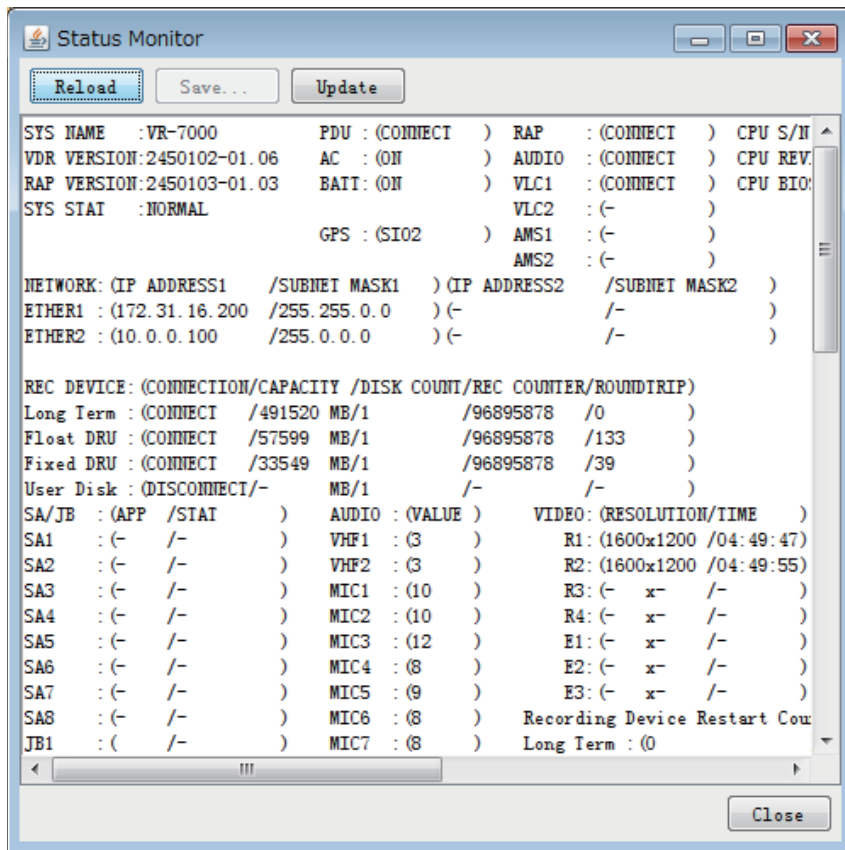 Status Monitor
Reload Save... Update
SYS NAME :VR-7000 PDU :(CONNECT ) RAP :(CONNECT ) CPU S/N
VDR VERSION:2450102-01.06 AC :(ON ) AUDIO :(CONNECT ) CPU REV.
RAP VERSION:2450103-01.03 BATT:(ON ) VLC1 :(CONNECT ) CPU BIOS
SYS STAT :NORMAL VLC2 :(- )
GPS :(SIO2 ) AMS1 :(- )
AMS2 :(- )
NETWORK:(IP ADDRESS1 /SUBNET MASK1 )(IP ADDRESS2 /SUBNET MASK2 )
ETHER1 :(172.31.16.200 /255.255.0.0 )(- /- )
ETHER2 :(10.0.0.100 /255.0.0.0 )(- /- )
REC DEVICE:(CONNECTION/CAPACITY /DISK COUNT/REC COUNTER/ROUNDTRIP)
Long Term :(CONNECT /491520 MB/1 /96895878 /0 )
Float DRU :(CONNECT /57599 MB/1 /96895878 /133 )
Fixed DRU :(CONNECT /33549 MB/1 /96895878 /39 )
User Disk :(DISCONNECT/- MB/1 /- /- )
SA/JB :(APP /STAT ) AUDIO :(VALUE ) VIDEO:(RESOLUTION/TIME )
SA1 :(- /- ) VHF1 :(3 ) R1:(1600x1200 /04:49:47)
SA2 :(- /- ) VHF2 :(3 ) R2:(1600x1200 /04:49:55)
SA3 :(- /- ) MIC1 :(10 ) R3:(- x- /- )
SA4 :(- /- ) MIC2 :(10 ) R4:(- x- /- )
SA5 :(- /- ) MIC3 :(12 ) E1:(- x- /- )
SA6 :(- /- ) MIC4 :(8 ) E2:(- x- /- )
SA7 :(- /- ) MIC5 :(9 ) E3:(- x- /- )
SA8 :(- /- ) MIC6 :(8 ) Recording Device Restart Cou
JB1 :( /- ) MIC7 :(8 ) Long Term :(0
Close